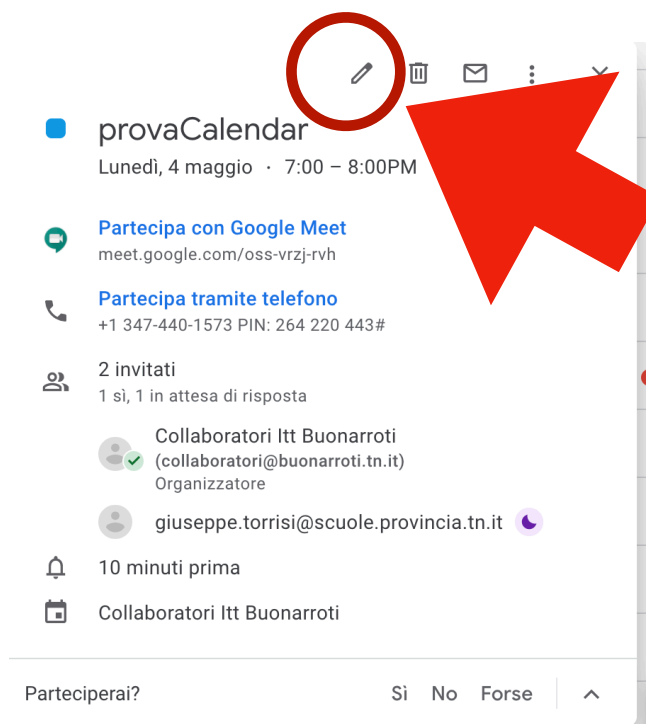 provaCalendar
Lunedì, 4 maggio · 7:00 – 8:00PM
Partecipa con Google Meet
meet.google.com/oss-vrzj-rvh
Partecipa tramite telefono
+1 347-440-1573 PIN: 264 220 443#
2 invitati
1 sì, 1 in attesa di risposta
Collaboratori Itt Buonarroti
(collaboratori@buonarroti.tn.it)
Organizzatore
giuseppe.torrisi@scuole.provincia.tn.it
10 minuti prima
Collaboratori Itt Buonarroti
Parteciperai? Sì No Forse